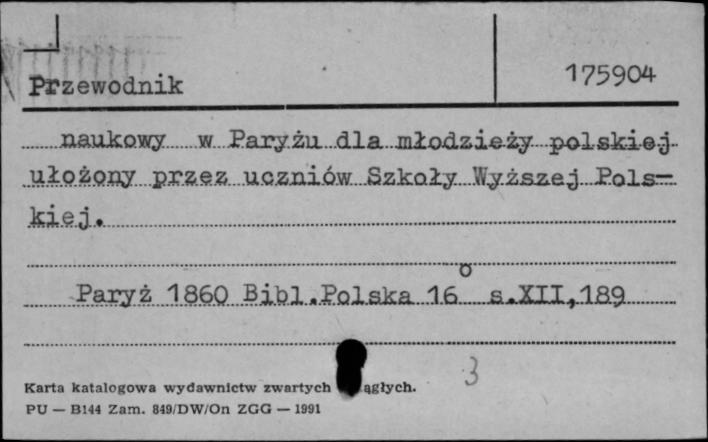 Przewodnik
175904
naukowy w Paryżu dla młodzieży polskiej
ułożony przez uczniów Szkoły Wyższej Pols-
kiej.
Paryż 1860 Bibl.Polska 16° s.XII,189
3
Karta katalogowa wydawnictw zwartych ągłych.
PU — B144 Zam. 849/DW/On ZGG — 1991